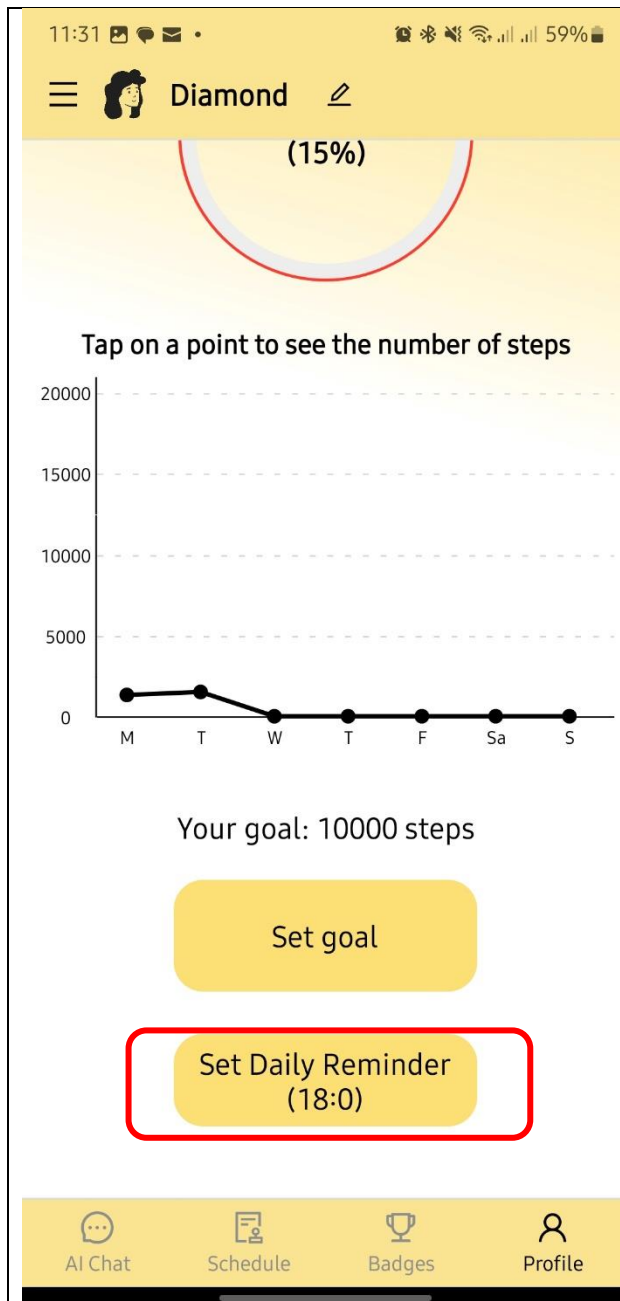 11:31 59%
Diamond
(15%)
Tap on a point to see the number of steps
20000
15000
10000
5000
0
M T W T F Sa S
Your goal: 10000 steps
Set goal
Set Daily Reminder
(18:0)
AI Chat Schedule Badges Profile